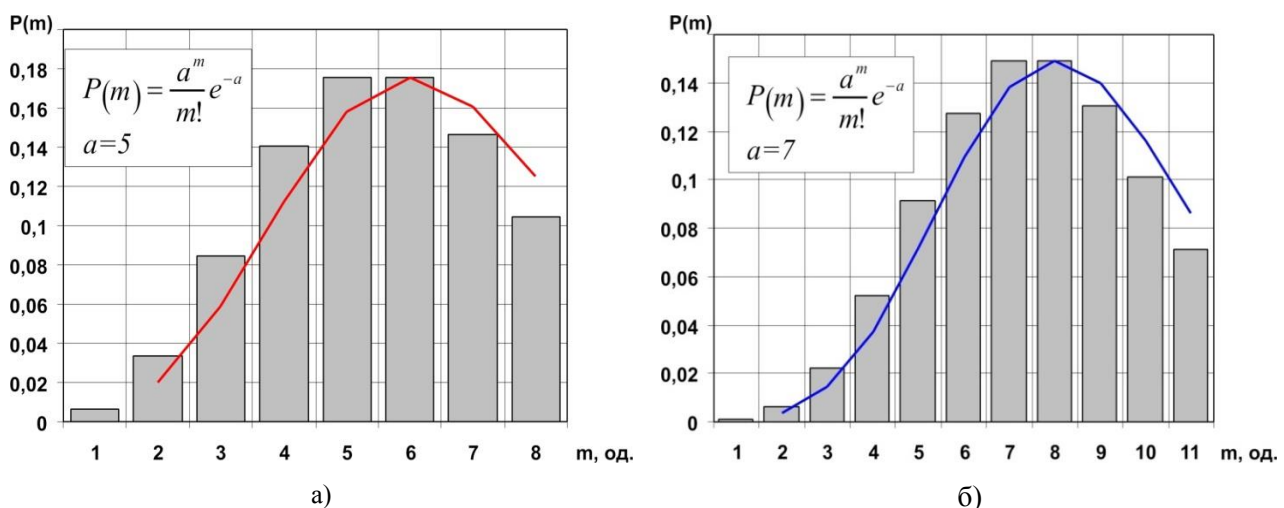 P(m)
0,18
0,16
0,14
0,12
0,1
0,08
0,06
0,04
0,02
0
P(m) = a^m / m! e^{-a}
a=5
1 2 3 4 5 6 7 8 m, од.
а)
P(m)
0,14
0,12
0,1
0,08
0,06
0,04
0,02
0
P(m) = a^m / m! e^{-a}
a=7
1 2 3 4 5 6 7 8 9 10 11 m, од.
б)